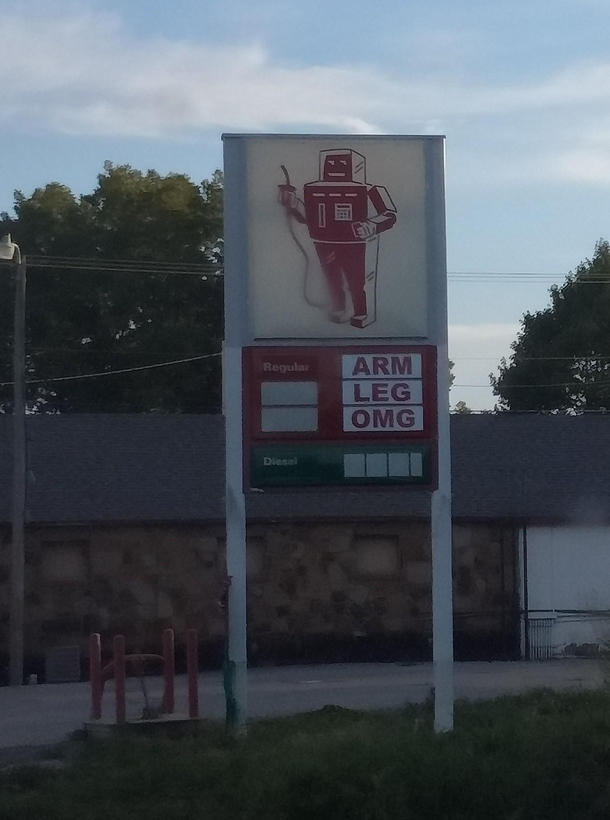 Regular ARM
LEG
OMG
Diesel